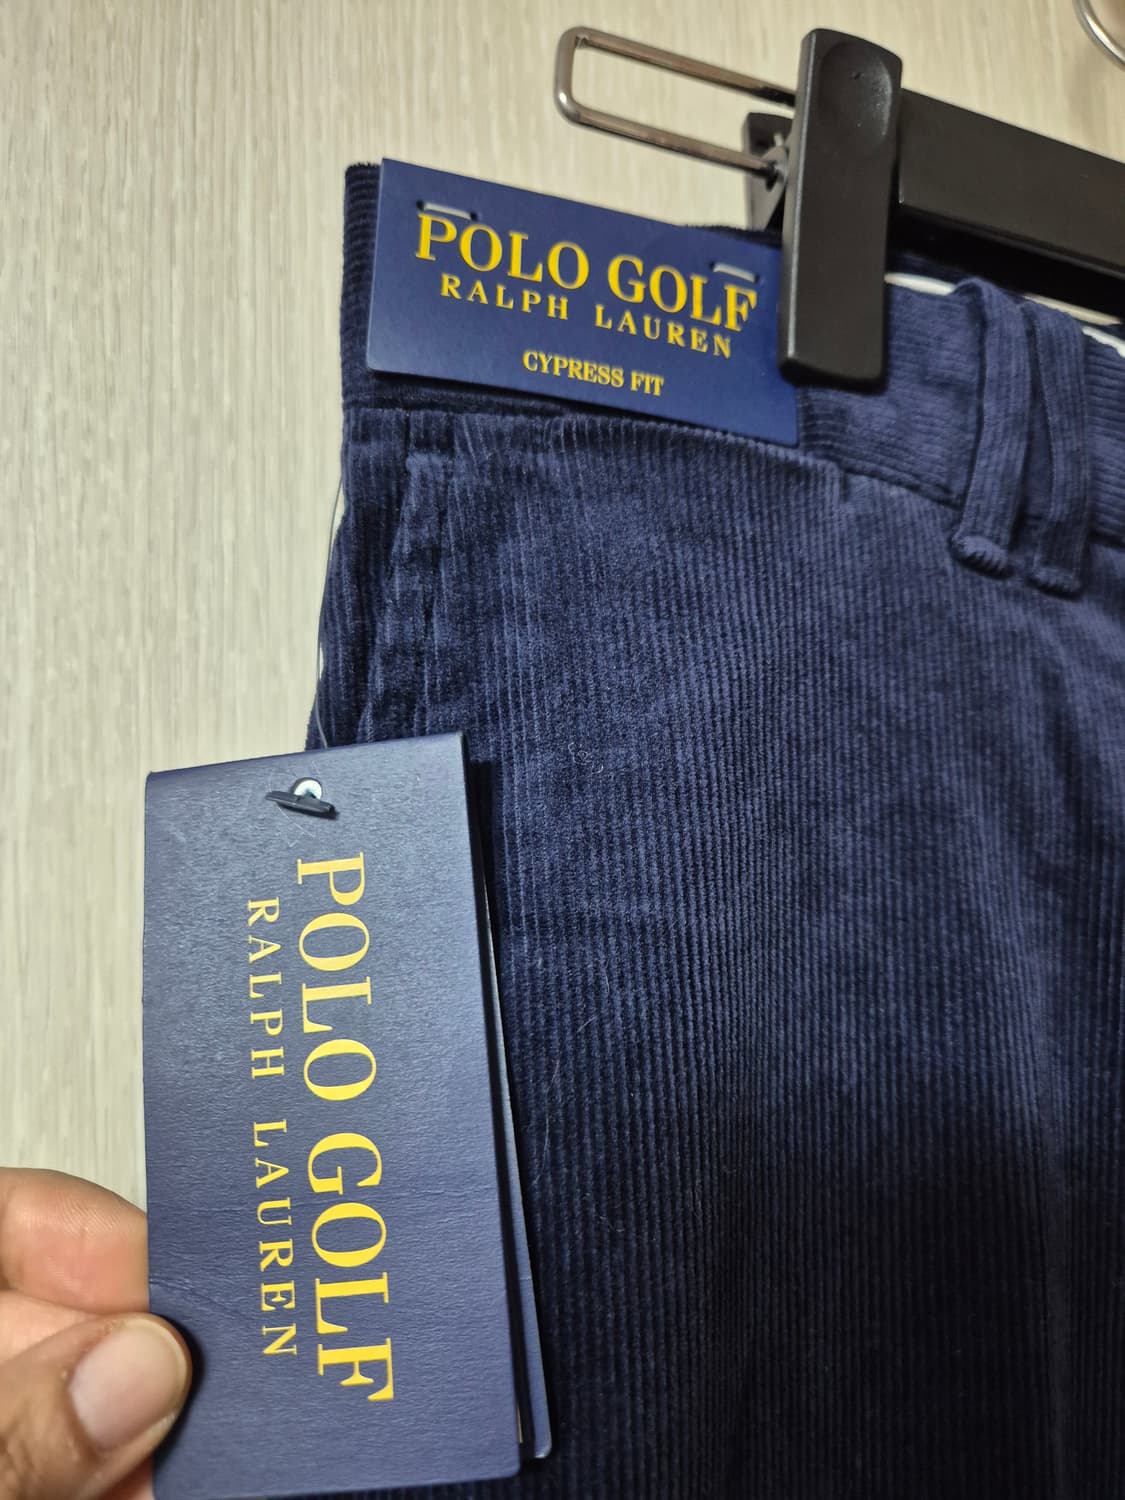 POLO GOLF
RALPH LAUREN
CYPRESS FIT
POLO GOLF
RALPH LAUREN